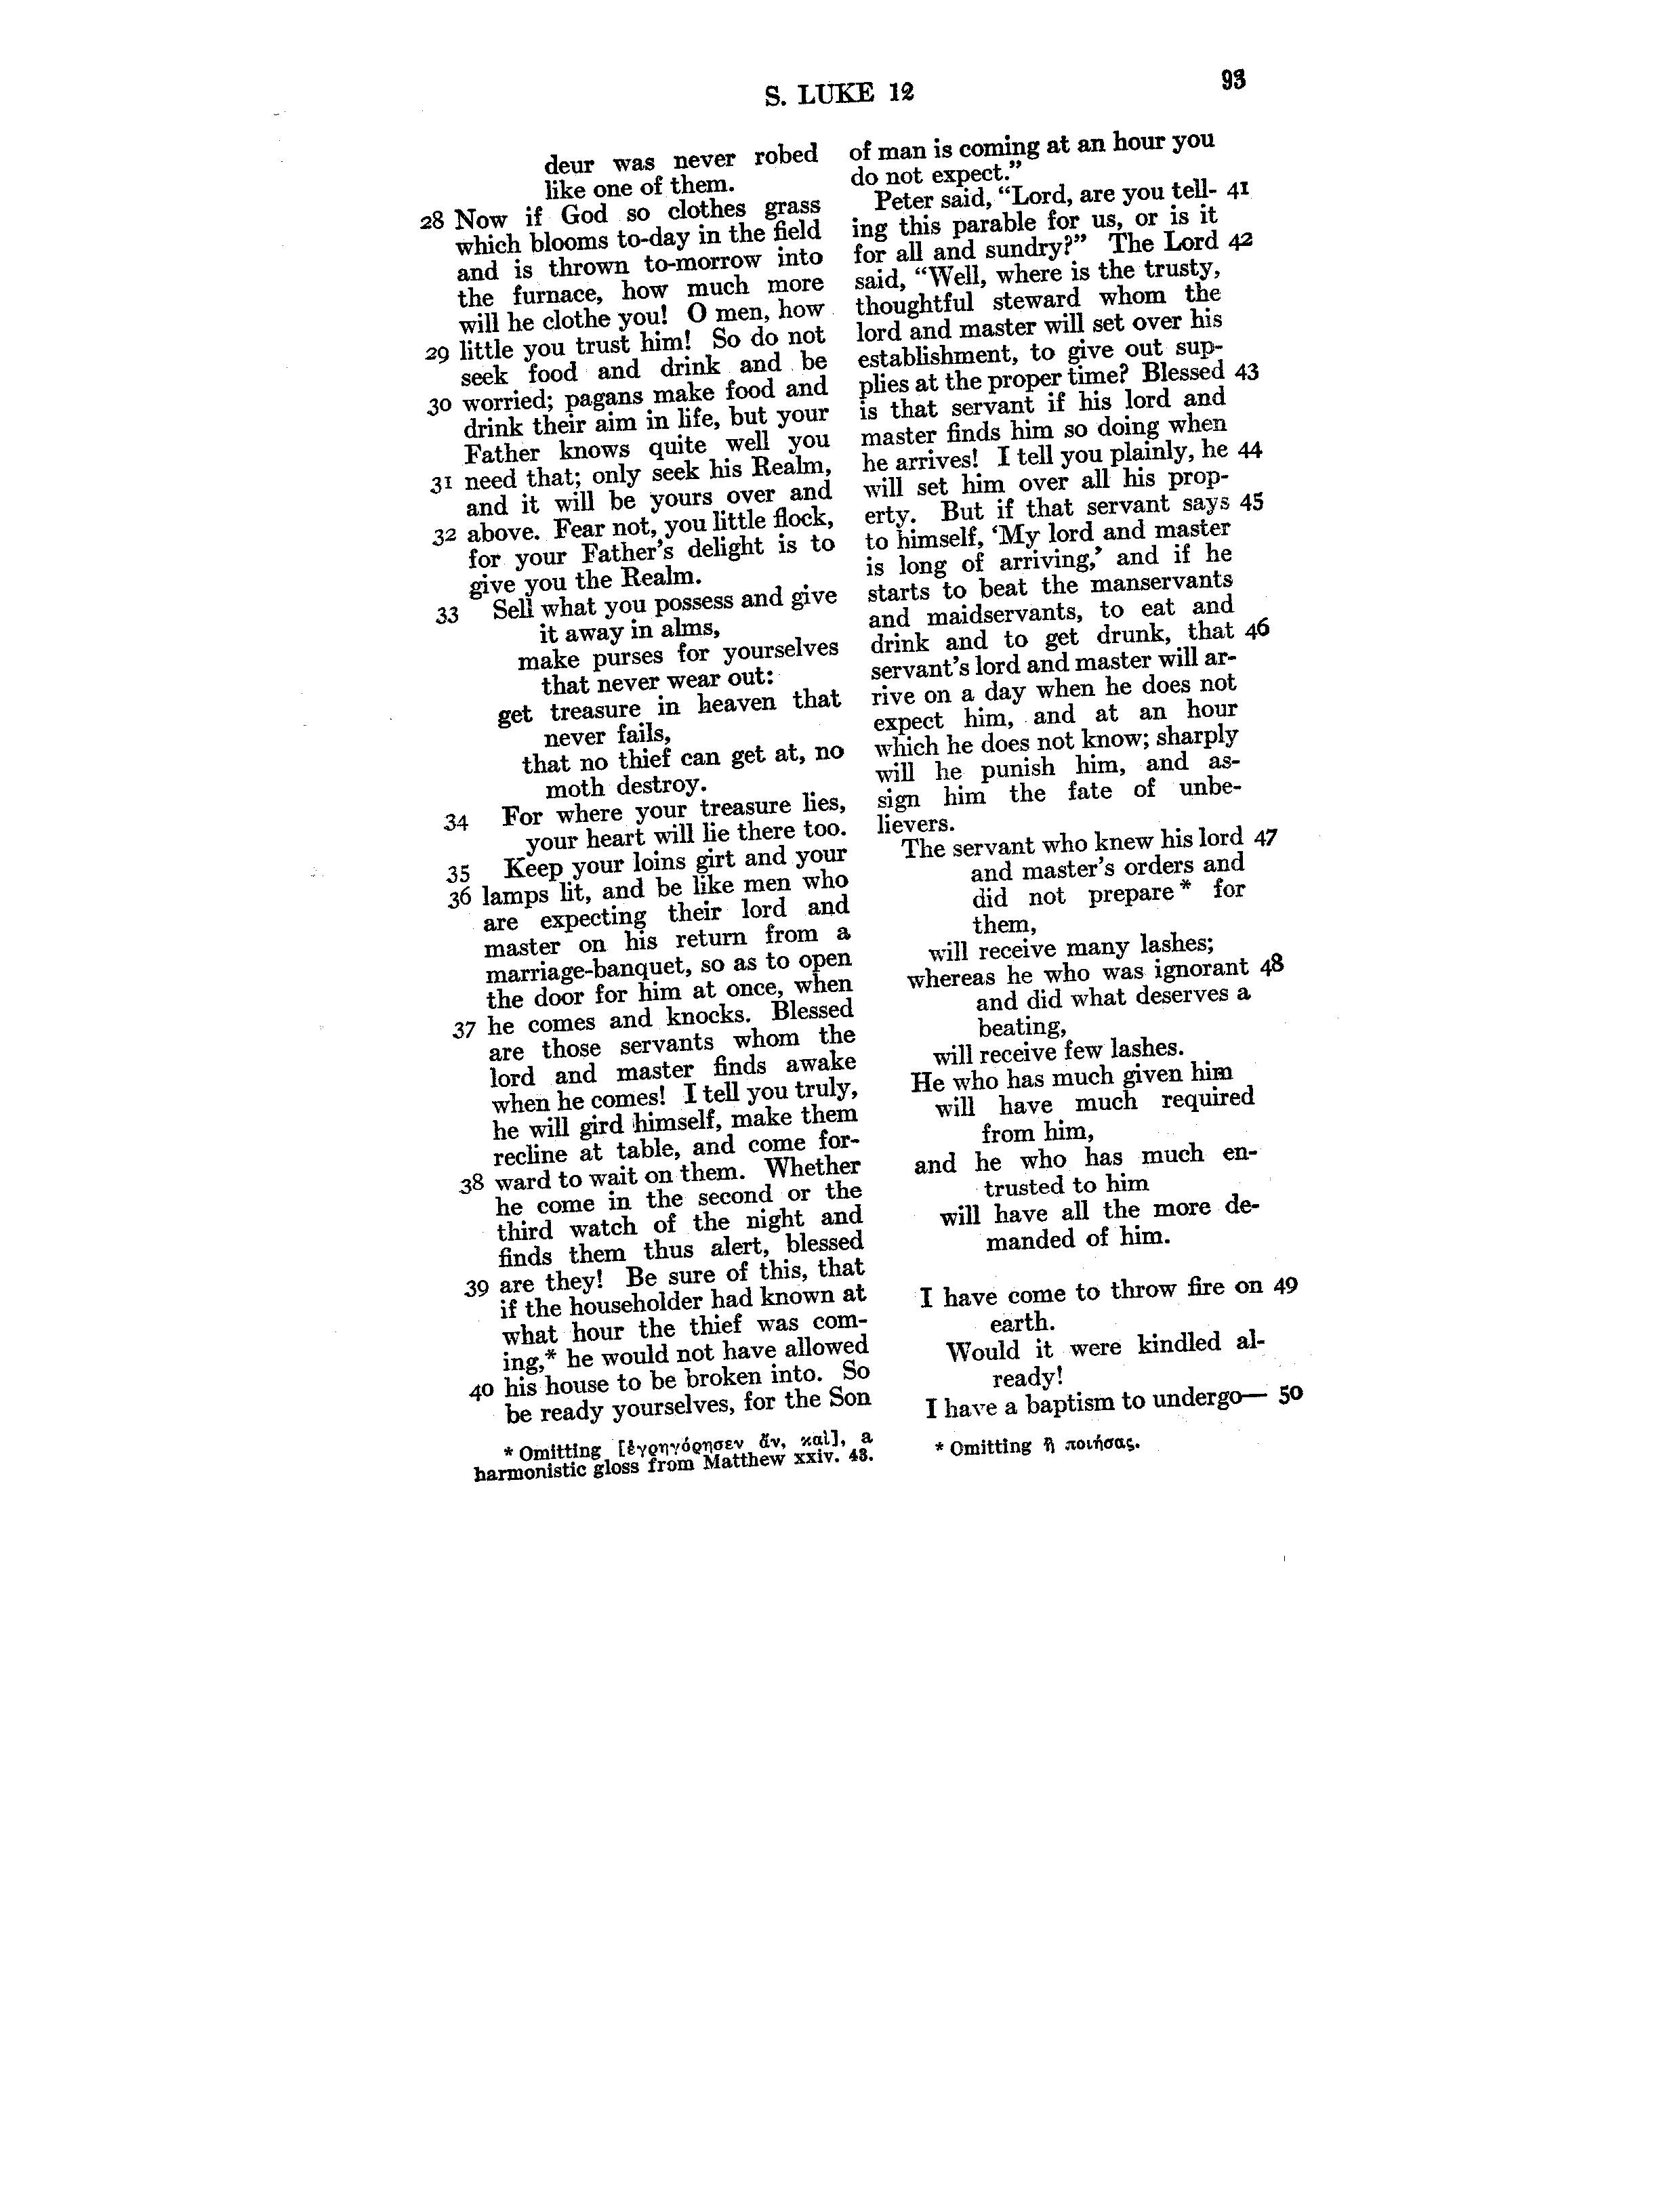 S. LUKE 12
93
deur was never robed
like one of them.
28 Now if God so clothes grass
which blooms to-day in the field
and is thrown to-morrow into
the furnace, how much more
will he clothe you! O men, how
29 little you trust him! So do not
seek food and drink and be
30 worried; pagans make food and
drink their aim in life, but your
Father knows quite well you
31 need that; only seek his Realm,
and it will be yours over and
32 above. Fear not, you little flock,
for your Father's delight is to
give you the Realm.
33 Sell what you possess and give
it away in alms,
make purses for yourselves
that never wear out:
get treasure in heaven that
never fails,
that no thief can get at, no
moth destroy.
34 For where your treasure lies,
your heart will lie there too.
35 Keep your loins girt and your
36 lamps lit, and be like men who
are expecting their lord and
master on his return from a
marriage-banquet, so as to open
the door for him at once, when
37 he comes and knocks. Blessed
are those servants whom the
lord and master finds awake
when he comes! I tell you truly,
he will gird himself, make them
recline at table, and come for-
38 ward to wait on them. Whether
he come in the second or the
third watch of the night and
finds them thus alert, blessed
39 are they! Be sure of this, that
if the householder had known at
what hour the thief was com-
ing,* he would not have allowed
40 his house to be broken into. So
be ready yourselves, for the Son
* Omitting [ἐγρηγόρησεν ἄν, καὶ], a
harmonistic gloss from Matthew xxiv. 43.
of man is coming at an hour you
do not expect.”
Peter said, “Lord, are you tell- 41
ing this parable for us, or is it
for all and sundry?” The Lord 42
said, “Well, where is the trusty,
thoughtful steward whom the
lord and master will set over his
establishment, to give out sup-
plies at the proper time? Blessed 43
is that servant if his lord and
master finds him so doing when
he arrives! I tell you plainly, he 44
will set him over all his prop-
erty. But if that servant says 45
to himself, ‘My lord and master
is long of arriving,’ and if he
starts to beat the manservants
and maidservants, to eat and
drink and to get drunk, that 46
servant's lord and master will ar-
rive on a day when he does not
expect him, and at an hour
which he does not know; sharply
will he punish him, and as-
sign him the fate of unbe-
lievers.
The servant who knew his lord 47
and master's orders and
did not prepare* for
them,
will receive many lashes;
whereas he who was ignorant 48
and did what deserves a
beating,
will receive few lashes.
He who has much given him
will have much required
from him,
and he who has much en-
trusted to him
will have all the more de-
manded of him.
I have come to throw fire on 49
earth.
Would it were kindled al-
ready!
I have a baptism to undergo— 50
* Omitting ἢ ποιήσας.